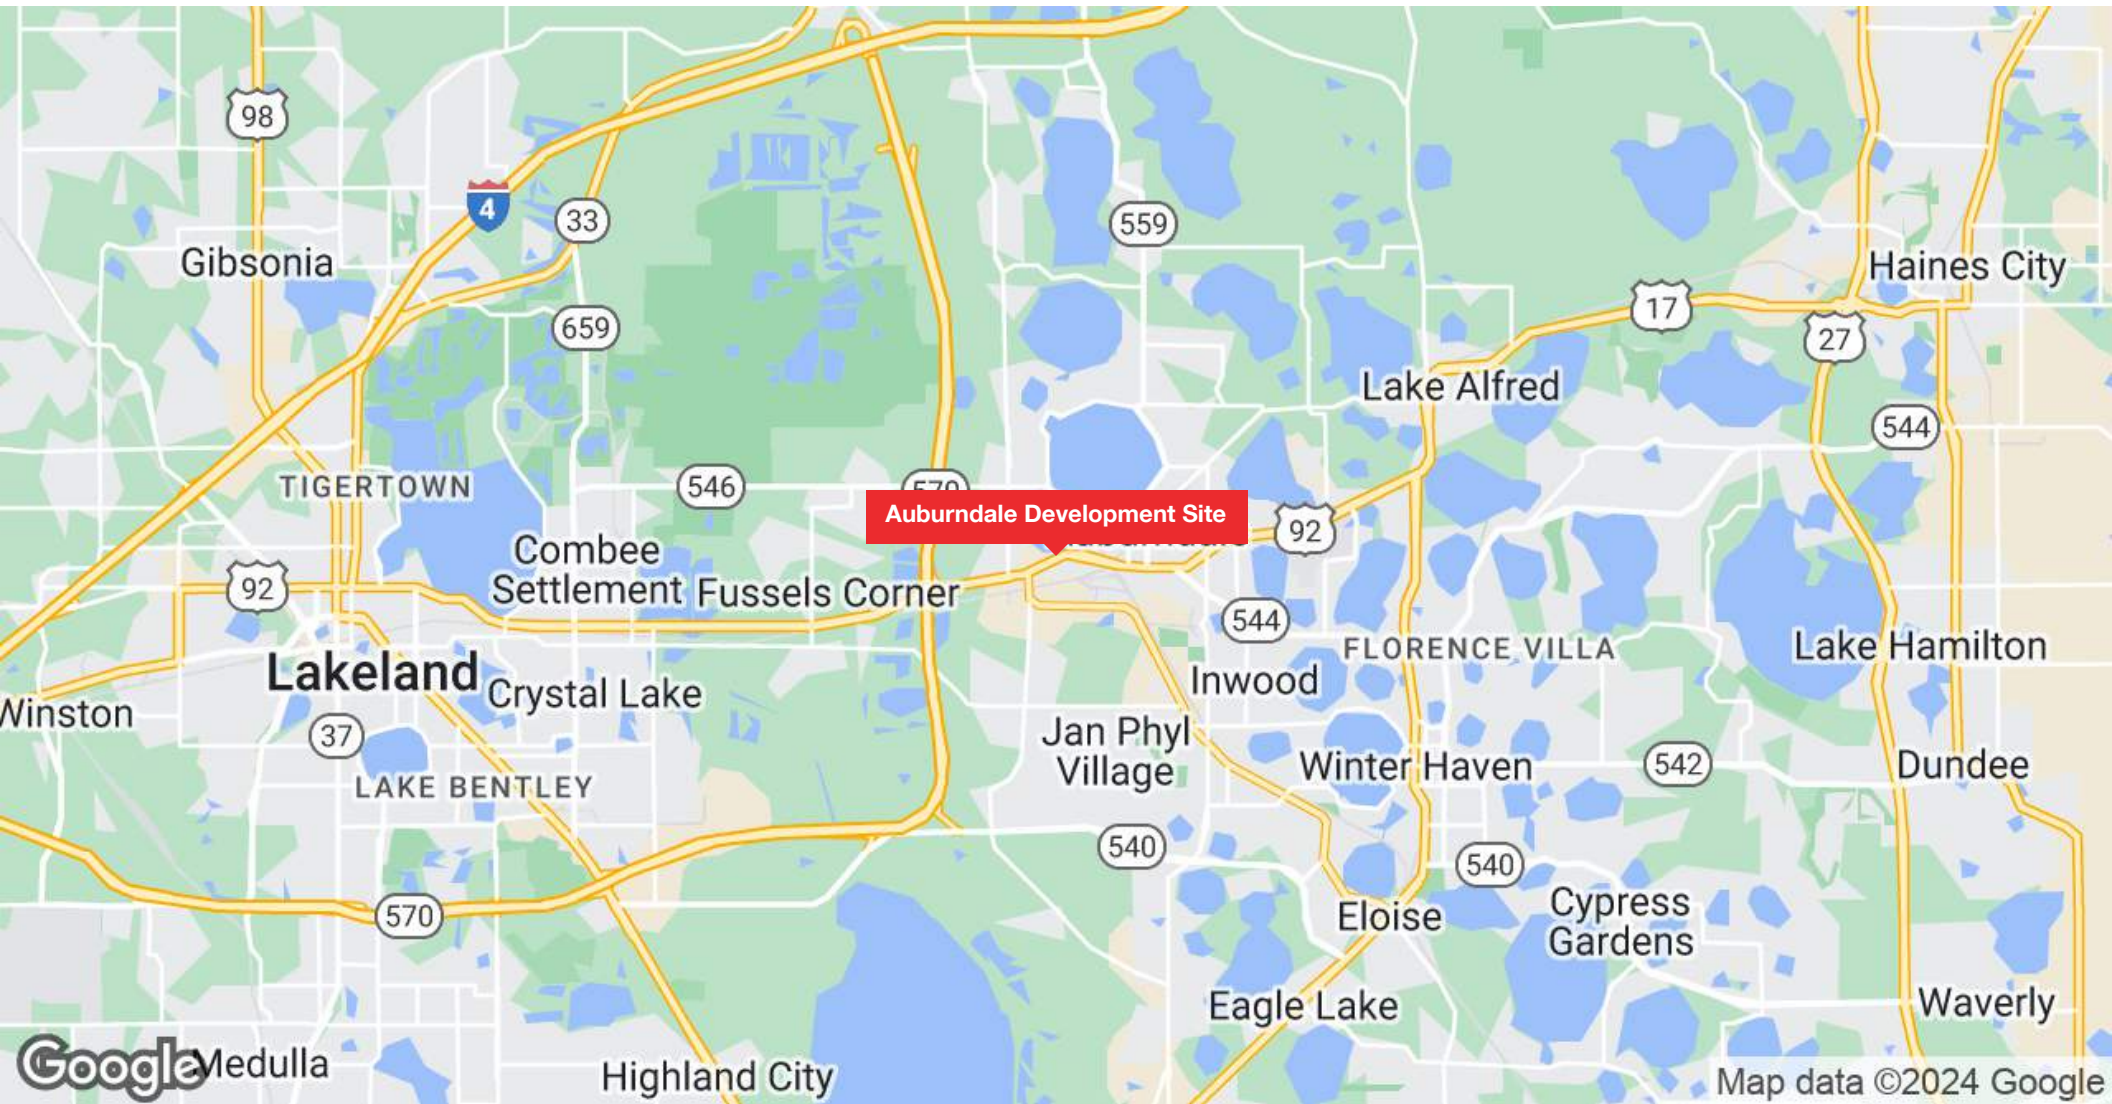 98
4
33
559
Gibsonia
Haines City
17
659
27
Lake Alfred
544
TIGERTOWN
546
570
Auburndale Development Site
92
Combee
Settlement
Fussels Corner
92
544
FLORENCE VILLA
Lake Hamilton
Lakeland
Crystal Lake
Inwood
Winston
37
Jan Phyl
Village
Winter Haven
542
Dundee
LAKE BENTLEY
540
540
570
Eloise
Cypress
Gardens
Eagle Lake
Waverly
Google
Medulla
Highland City
Map data ©2024 Google